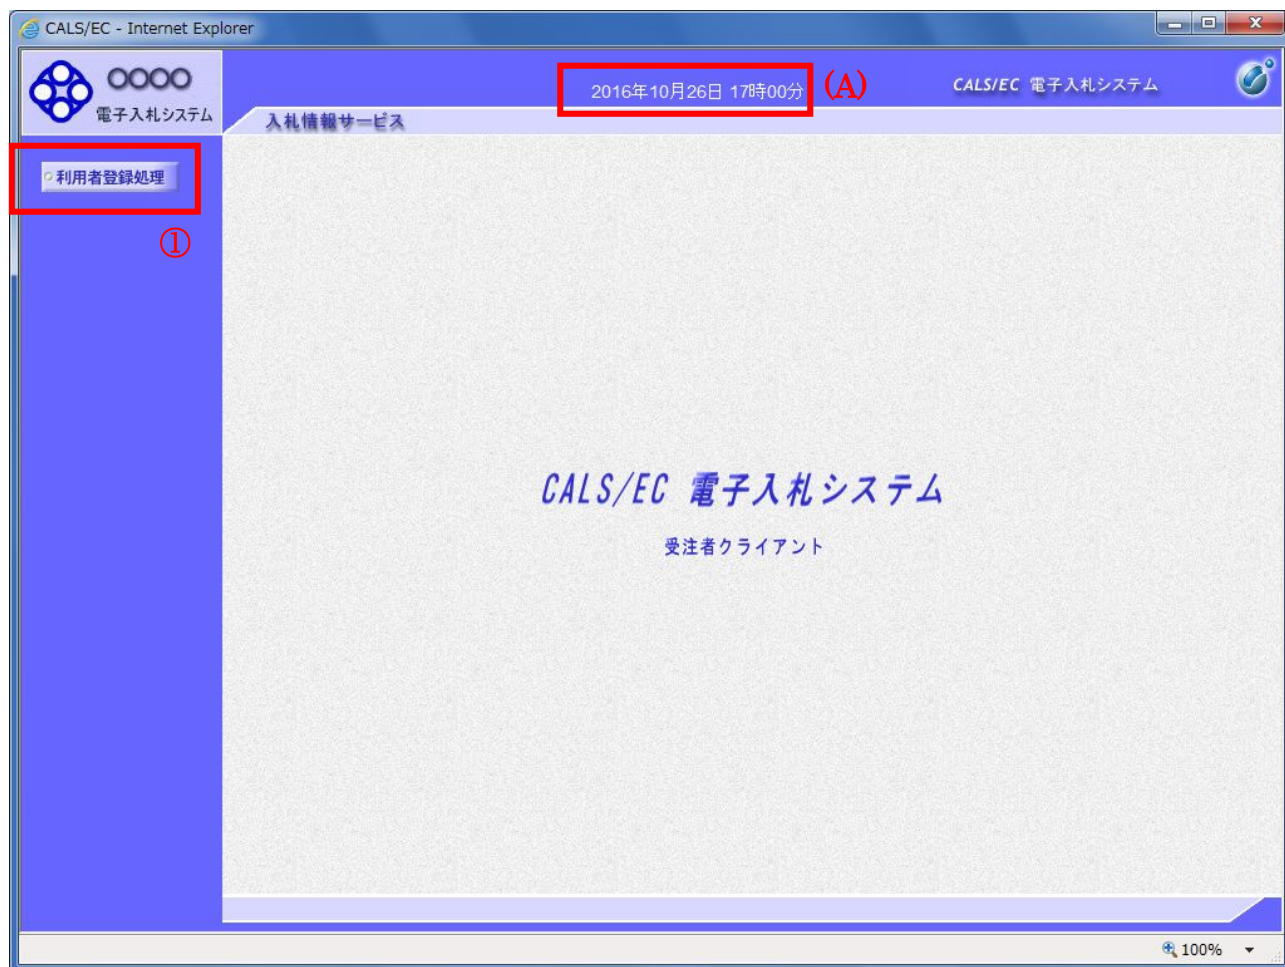 CALS/EC - Internet Explorer
○○○○
電子入札システム
2016年10月26日 17時00分
(A)
CALS/EC 電子入札システム
入札情報サービス
利用者登録処理
①
CALS/EC 電子入札システム
受注者クライアント
100%